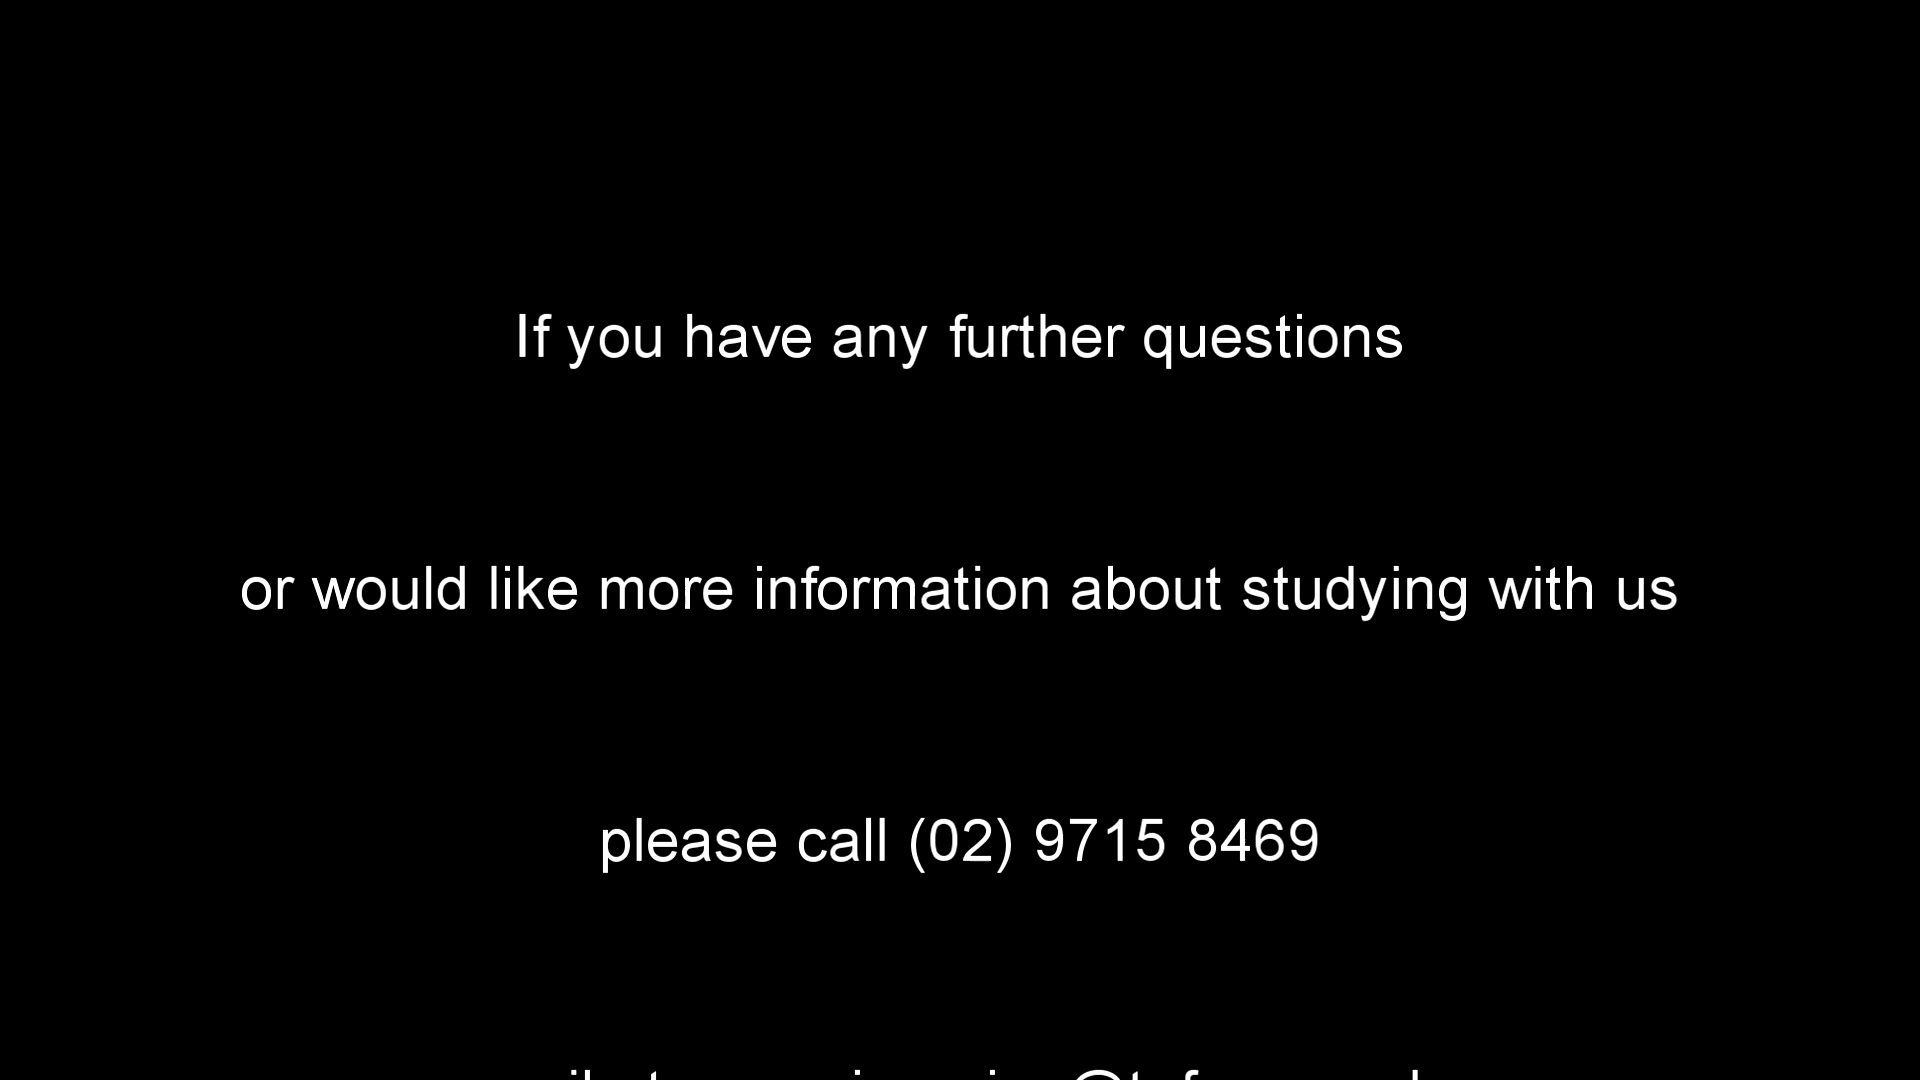 If you have any further questions
or would like more information about studying with us
please call (02) 9715 8469